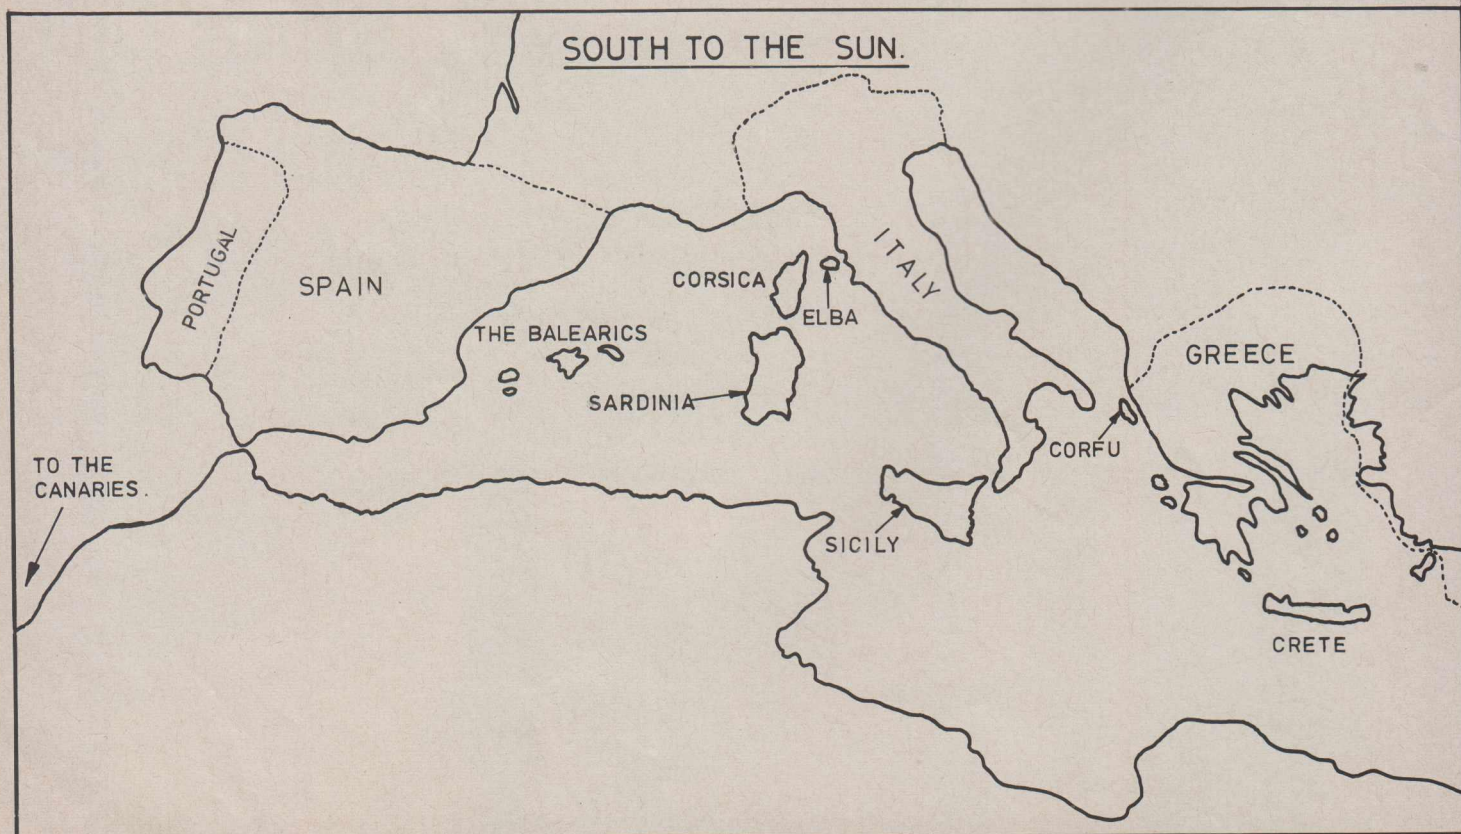 SOUTH TO THE SUN.
PORTUGAL
SPAIN
THE BALEARICS
CORSICA
ELBA
SARDINIA
ITALY
SICILY
CORFU
GREECE
CRETE
TO THE
CANARIES.